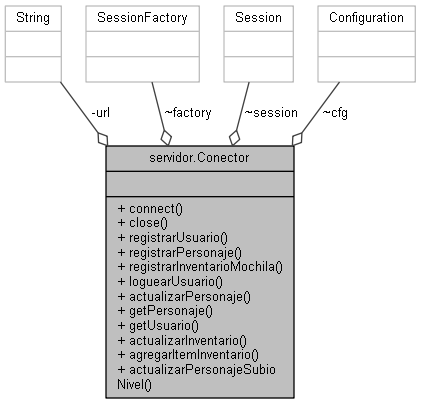 String
SessionFactory
Session
Configuration
-url
~factory
~session
~cfg
servidor.Conector
+ connect()
+ close()
+ registrarUsuario()
+ registrarPersonaje()
+ registrarInventarioMochila()
+ loguearUsuario()
+ actualizarPersonaje()
+ getPersonaje()
+ getUsuario()
+ actualizarInventario()
+ agregarItemInventario()
+ actualizarPersonajeSubio
Nivel()